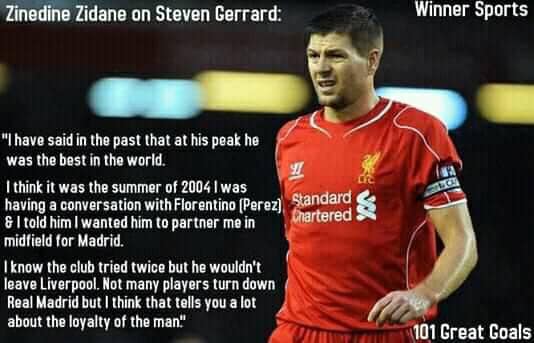 Zinedine Zidane on Steven Gerrard:
Winner Sports
"I have said in the past that at his peak he
was the best in the world.
I think it was the summer of 2004 I was
having a conversation with Florentino (Perez)
& I told him I wanted him to partner me in
midfield for Madrid.
I know the club tried twice but he wouldn't
leave Liverpool. Not many players turn down
Real Madrid but I think that tells you a lot
about the loyalty of the man."
Standard
Chartered
L.F.C.
101 Great Goals